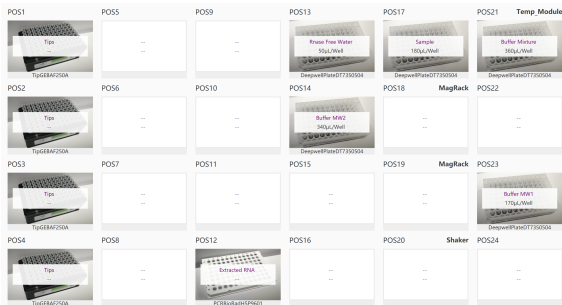 POS1 POS5 POS9 POS13 POS17 POS21 Temp_Module
Tips ... ... Rnase Free Water Sample Buffer Mixture
... ... ... 50μL/Well 180μL/Well 360μL/Well
TipGEBAF250A DeepwellPlateDT7350504 DeepwellPlateDT7350504 DeepwellPlateDT7350504
POS2 POS6 POS10 POS14 POS18 MagRack POS22
Tips ... ... Buffer MW2 ... ...
... ... ... 340μL/Well ... ...
TipGEBAF250A DeepwellPlateDT7350504
POS3 POS7 POS11 POS15 POS19 MagRack POS23
Tips ... ... ... ... Buffer MW1
... ... ... ... ... 170μL/Well
TipGEBAF250A DeepwellPlateDT7350504
POS4 POS8 POS12 POS16 POS20 Shaker POS24
Tips ... Extracted RNA ... ... ...
... ... ... ... ... ...
TipGEBAF250A PCRBioRadHSP9601